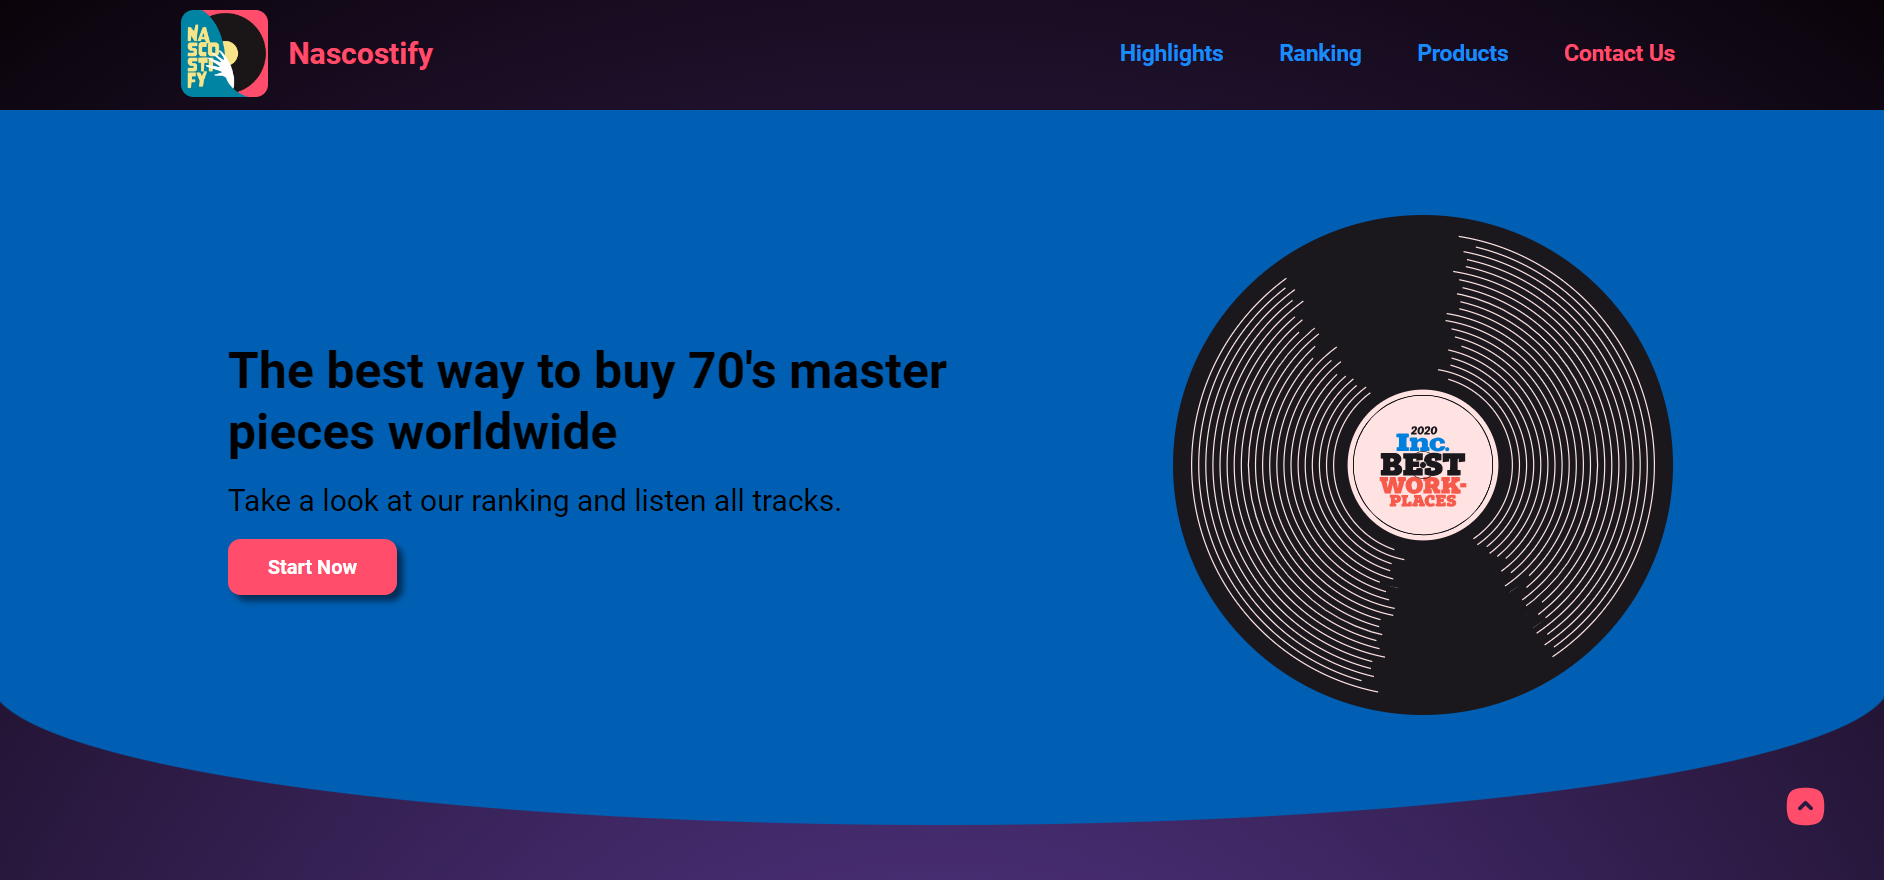 NA
SCO
STI
FY
Nascostify
Highlights Ranking Products Contact Us
The best way to buy 70's master
pieces worldwide
Take a look at our ranking and listen all tracks.
Start Now
2020
Inc.
BEST
WORK-
PLACES